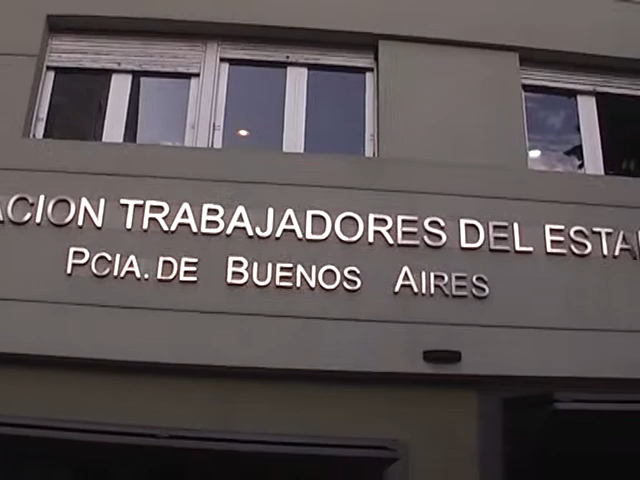 ACION TRABAJADORES DEL ESTA
PCIA. DE BUENOS AIRES